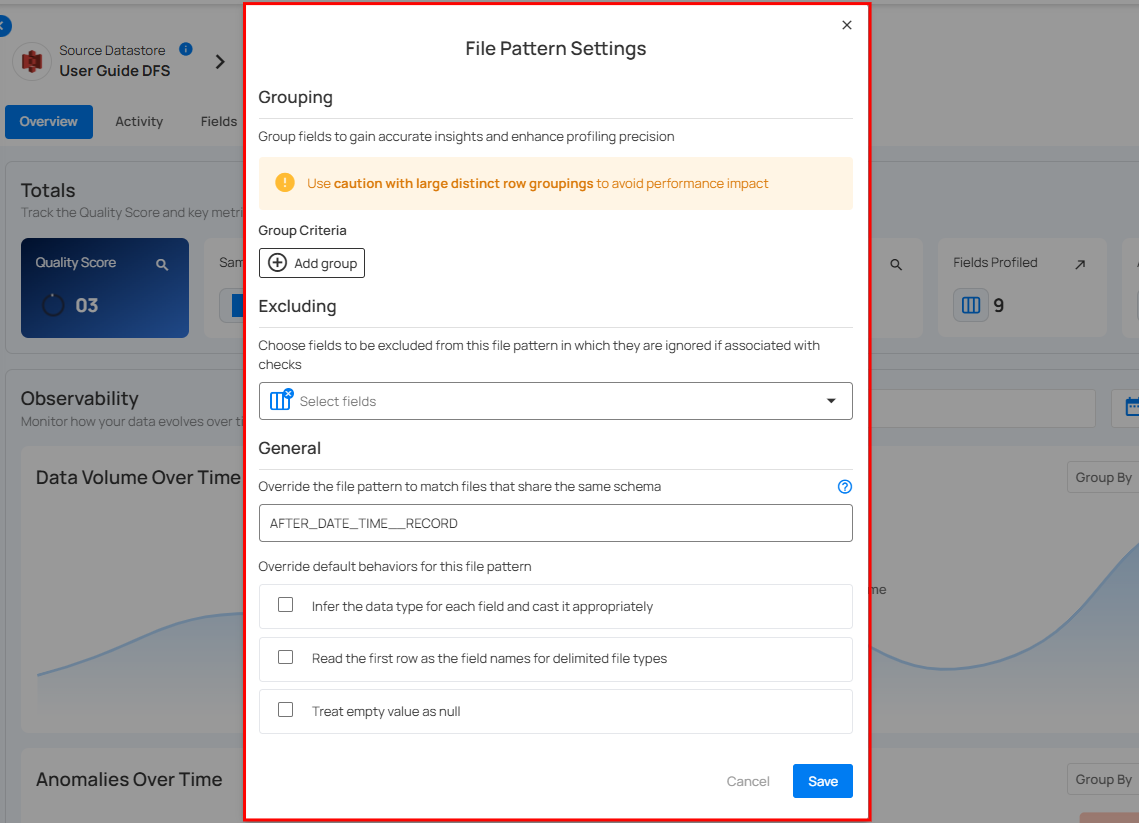 Source Datastore
User Guide DFS
Overview
Activity
Fields
Totals
Track the Quality Score and key metri
Quality Score
03
Sam
Fields Profiled
9
Observability
Monitor how your data evolves over ti
Data Volume Over Time
Group By
me
Anomalies Over Time
Group By
File Pattern Settings
Grouping
Group fields to gain accurate insights and enhance profiling precision
Use caution with large distinct row groupings to avoid performance impact
Group Criteria
Add group
Excluding
Choose fields to be excluded from this file pattern in which they are ignored if associated with
checks
Select fields
General
Override the file pattern to match files that share the same schema
AFTER_DATE_TIME__RECORD
Override default behaviors for this file pattern
Infer the data type for each field and cast it appropriately
Read the first row as the field names for delimited file types
Treat empty value as null
Cancel
Save